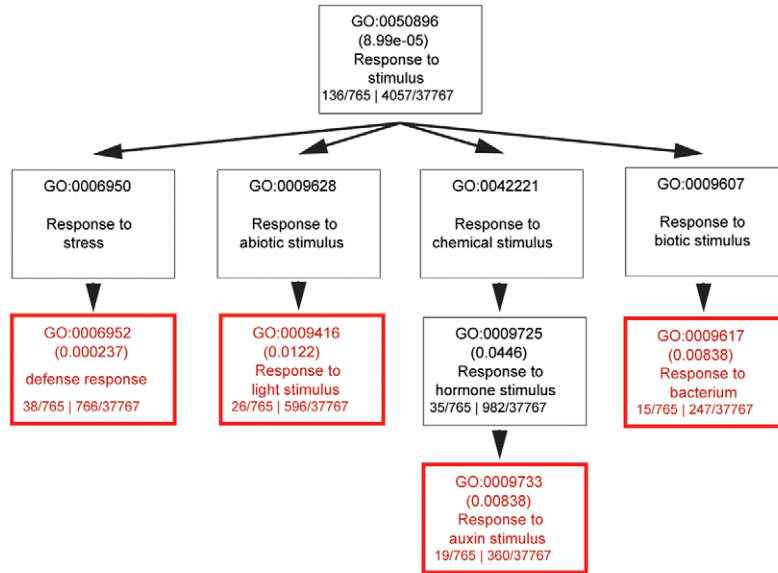 GO:0050896
(8.99e-05)
Response to
stimulus
136/765 | 4057/37767
GO:0006950
Response to
stress
GO:0009628
Response to
abiotic stimulus
GO:0042221
Response to
chemical stimulus
GO:0009607
Response to
biotic stimulus
GO:0006952
(0.000237)
defense response
38/765 | 766/37767
GO:0009416
(0.0122)
Response to
light stimulus
26/765 | 596/37767
GO:0009725
(0.0446)
Response to
hormone stimulus
35/765 | 982/37767
GO:0009617
(0.00838)
Response to
bacterium
15/765 | 247/37767
GO:0009733
(0.00838)
Response to
auxin stimulus
19/765 | 360/37767